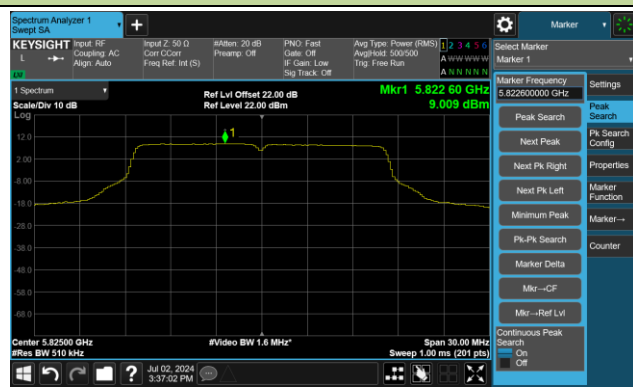 Spectrum Analyzer 1
Swept SA
Marker
KEYSIGHT
L
Input: RF
Coupling: AC
Align: Auto
Input Z: 50 Ω
Corr CCorr
Freq Ref: Int (S)
#Atten: 20 dB
Preamp: Off
PNO: Fast
Gate: Off
IF Gain: Low
Sig Track: Off
Avg Type: Power (RMS)
Avg|Hold: 500/500
Trig: Free Run
1 2 3 4 5 6
A W W W W W
A N N N N N
Select Marker
Marker 1
1 Spectrum
Scale/Div 10 dB
Log
Ref Lvl Offset 22.00 dB
Ref Level 22.00 dBm
Mkr1 5.822 60 GHz
9.009 dBm
1
12.0
2.00
-8.00
-18.0
-28.0
-38.0
-48.0
-58.0
-68.0
Center 5.82500 GHz
#Res BW 510 kHz
#Video BW 1.6 MHz*
Span 30.00 MHz
Sweep 1.00 ms (201 pts)
Marker Frequency
5.822600000 GHz
Peak Search
Next Peak
Next Pk Right
Next Pk Left
Minimum Peak
Pk-Pk Search
Marker Delta
Mkr→CF
Mkr→Ref Lvl
Continuous Peak
Search
On
Off
Settings
Peak
Search
Pk Search
Config
Properties
Marker
Function
Marker→
Counter
Jul 02, 2024
3:37:02 PM